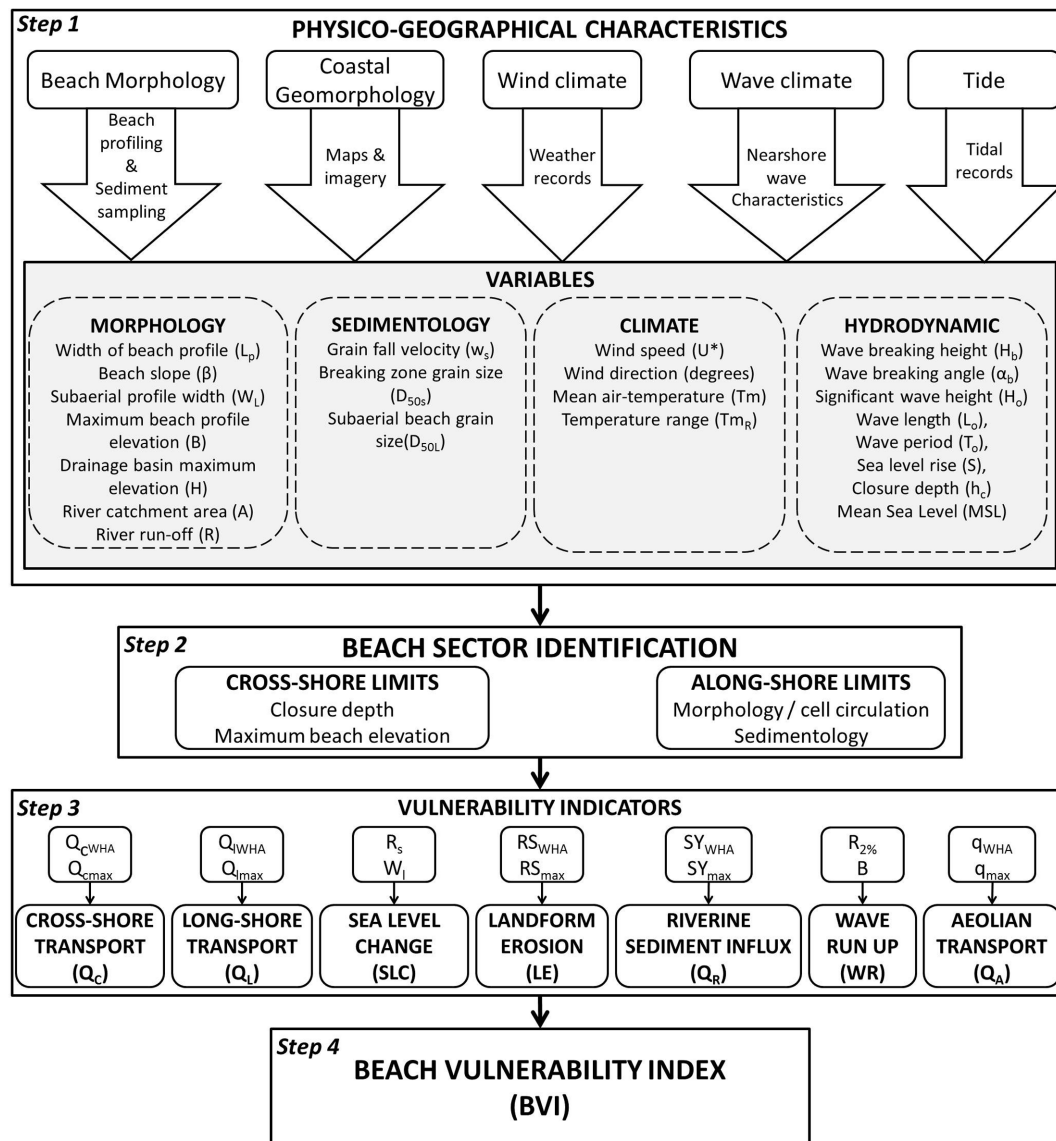 Step 1
PHYSICO-GEOGRAPHICAL CHARACTERISTICS
Beach Morphology
Coastal
Geomorphology
Wind climate
Wave climate
Tide
Beach
profiling
&
Sediment
sampling
Maps &
imagery
Weather
records
Nearshore
wave
Characteristics
Tidal
records
VARIABLES
MORPHOLOGY
Width of beach profile (Lp)
Beach slope (β)
Subaerial profile width (WL)
Maximum beach profile
elevation (B)
Drainage basin maximum
elevation (H)
River catchment area (A)
River run-off (R)
SEDIMENTOLOGY
Grain fall velocity (ws)
Breaking zone grain size
(D50s)
Subaerial beach grain
size(D50L)
CLIMATE
Wind speed (U*)
Wind direction (degrees)
Mean air-temperature (Tm)
Temperature range (TmR)
HYDRODYNAMIC
Wave breaking height (Hb)
Wave breaking angle (αb)
Significant wave height (Ho)
Wave length (Lo),
Wave period (To),
Sea level rise (S),
Closure depth (hc)
Mean Sea Level (MSL)
Step 2
BEACH SECTOR IDENTIFICATION
CROSS-SHORE LIMITS
Closure depth
Maximum beach elevation
ALONG-SHORE LIMITS
Morphology / cell circulation
Sedimentology
Step 3
VULNERABILITY INDICATORS
QCWHA
Qcmax
CROSS-SHORE
TRANSPORT
(QC)
QlWHA
Qlmax
LONG-SHORE
TRANSPORT
(QL)
Rs
Wl
SEA LEVEL
CHANGE
(SLC)
RSWHA
RSmax
LANDFORM
EROSION
(LE)
SYWHA
SYmax
RIVERINE
SEDIMENT INFLUX
(QR)
R2%
B
WAVE
RUN UP
(WR)
qWHA
qmax
AEOLIAN
TRANSPORT
(QA)
Step 4
BEACH VULNERABILITY INDEX
(BVI)